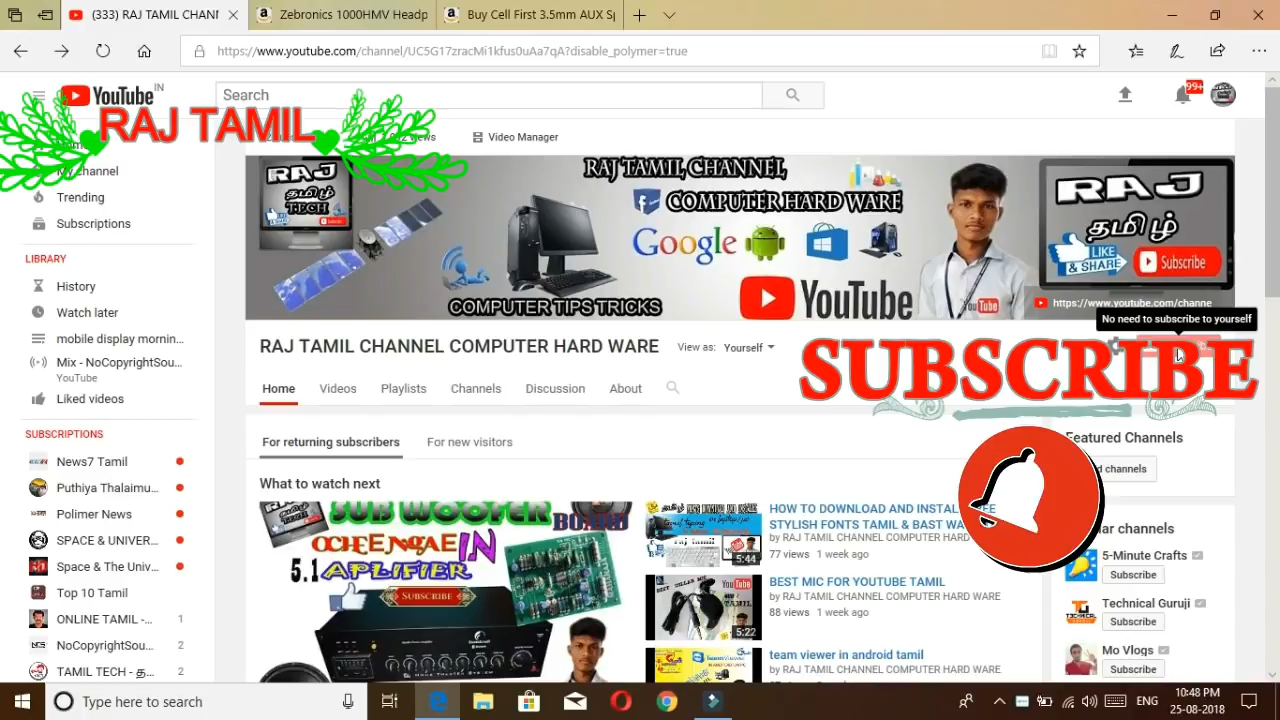 (333) RAJ TAMIL CHANN
Zebronics 1000HMV Headp
Buy Cell First 3.5mm AUX Sp
https://www.youtube.com/channel/UC5G17zracMi1kfus0uAa7qA?disable_polymer=true
YouTube IN
Search
99+
RAJ TAMIL
views
Video Manager
My channel
Trending
Subscriptions
LIBRARY
History
Watch later
mobile display mornin...
Mix - NoCopyrightSou...
YouTube
Liked videos
SUBSCRIPTIONS
News7 Tamil
Puthiya Thalaimu...
Polimer News
SPACE & UNIVER...
Space & The Univ...
Top 10 Tamil
ONLINE TAMIL -... 1
NoCopyrightSou... 2
TAMIL TECH - த... 2
RAJ
தமிழ்
TECH
RAJ TAMIL CHANNEL
COMPUTER HARD WARE
Google
YouTube
COMPUTER TIPS TRICKS
YouTube
RAJ
தமிழ்
LIKE
& SHARE
Subscribe
https://www.youtube.com/channe
No need to subscribe to yourself
RAJ TAMIL CHANNEL COMPUTER HARD WARE
View as: Yourself
SUBSCRIBE
Home
Videos
Playlists
Channels
Discussion
About
For returning subscribers
For new visitors
What to watch next
SUB WOOFER
BOARD
IN
5.1 APLIFIER
SUBSCRIBE
HOW TO DOWNLOAD AND INSTAL
STYLISH FONTS TAMIL & BAST WA
by RAJ TAMIL CHANNEL COMPUTER HARD
77 views 1 week ago
5:44
BEST MIC FOR YOUTUBE TAMIL
by RAJ TAMIL CHANNEL COMPUTER HARD WARE
88 views 1 week ago
5:22
team viewer in android tamil
by RAJ TAMIL CHANNEL COMPUTER HARD WARE
Featured Channels
channels
channels
5-Minute Crafts
Subscribe
Technical Guruji
Subscribe
Mo Vlogs
Subscribe
Type here to search
ENG
10:48 PM
25-08-2018